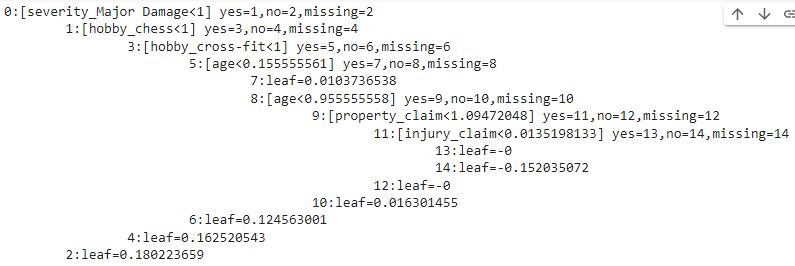 0:[severity_Major Damage<1] yes=1,no=2,missing=2
1:[hobby_chess<1] yes=3,no=4,missing=4
3:[hobby_cross-fit<1] yes=5,no=6,missing=6
5:[age<0.155555561] yes=7,no=8,missing=8
7:leaf=0.0103736538
8:[age<0.955555558] yes=9,no=10,missing=10
9:[property_claim<1.09472048] yes=11,no=12,missing=12
11:[injury_claim<0.0135198133] yes=13,no=14,missing=14
13:leaf=-0
14:leaf=-0.152035072
12:leaf=-0
10:leaf=0.016301455
6:leaf=0.124563001
4:leaf=0.162520543
2:leaf=0.180223659